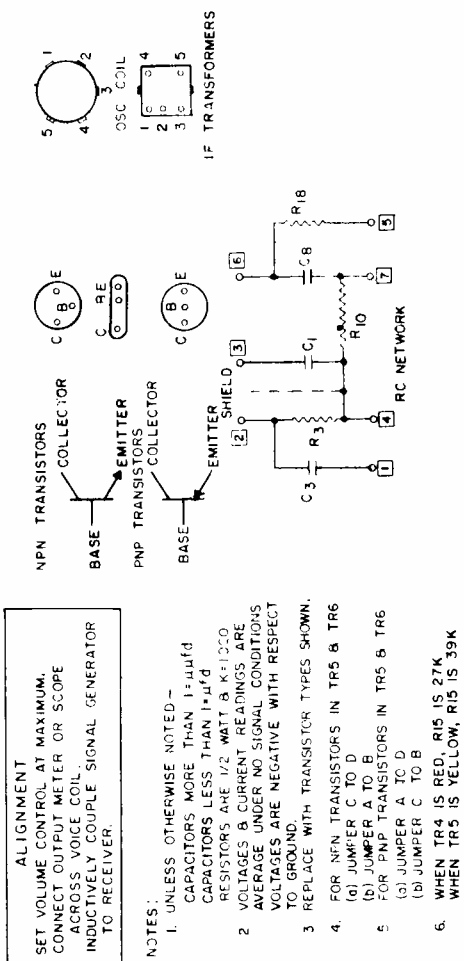 ALIGNMENT
SET VOLUME CONTROL AT MAXIMUM.
CONNECT OUTPUT METER OR SCOPE
ACROSS VOICE COIL.
INDUCTIVELY COUPLE SIGNAL GENERATOR
TO RECEIVER.
NOTES:
1. UNLESS OTHERWISE NOTED—
CAPACITORS MORE THAN 1=µµfd
CAPACITORS LESS THAN 1=µfd
RESISTORS ARE 1/2 WATT & K=1000
2 VOLTAGES & CURRENT READINGS ARE
AVERAGE UNDER NO SIGNAL CONDITIONS
VOLTAGES ARE NEGATIVE WITH RESPECT
TO GROUND.
3 REPLACE WITH TRANSISTOR TYPES SHOWN.
4. FOR NPN TRANSISTORS IN TR5 & TR6
(a) JUMPER C TO D
(b) JUMPER A TO B
5 FOR PNP TRANSISTORS IN TR5 & TR6
(a) JUMPER A TO D
(b) JUMPER C TO B
6. WHEN TR4 IS RED, R15 IS 27K
WHEN TR5 IS YELLOW, R15 IS 39K
NPN TRANSISTORS
COLLECTOR
BASE
EMITTER
C B E
C B E
PNP TRANSISTORS
COLLECTOR
BASE
EMITTER
C B E
5 1
4 2
3
OSC COIL
1 4
2
3 5
IF TRANSFORMERS
2 SHIELD 3 6
C3 R3 C1 R10 C8 R18
1 4 7 5
RC NETWORK